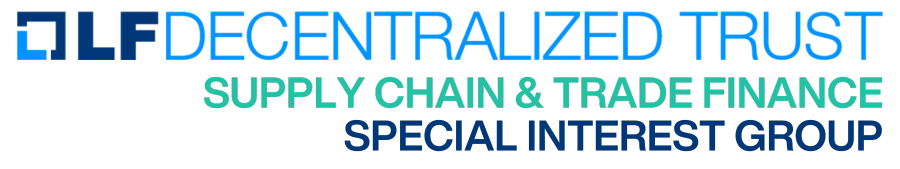 LF DECENTRALIZED TRUST
SUPPLY CHAIN & TRADE FINANCE
SPECIAL INTEREST GROUP